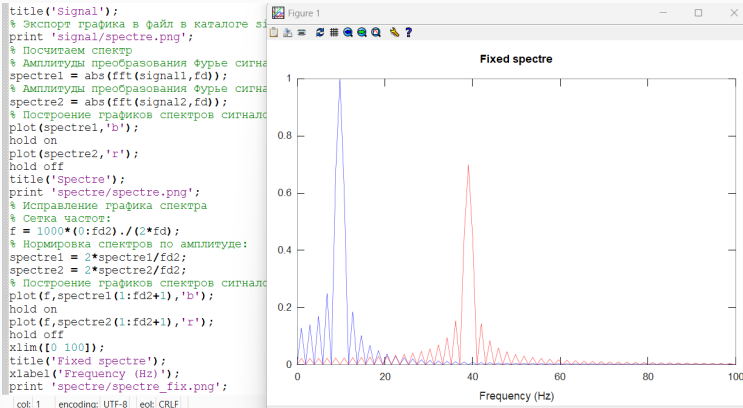 title('Signal');
% Экспорт графика в файл в каталоге si
print 'signal/spectre.png';
% Посчитаем спектр
% Амплитуды преобразования Фурье сигна
spectre1 = abs(fft(signal1,fd));
% Амплитуды преобразования Фурье сигна
spectre2 = abs(fft(signal2,fd));
% Построение графиков спектров сигнало
plot(spectre1,'b');
hold on
plot(spectre2,'r');
hold off
title('Spectre');
print 'spectre/spectre.png';
% Исправление графика спектра
% Сетка частот:
f = 1000*(0:fd2)./(2*fd);
% Нормировка спектров по амплитуде:
spectre1 = 2*spectre1/fd2;
spectre2 = 2*spectre2/fd2;
% Построение графиков спектров сигнало
plot(f,spectre1(1:fd2+1),'b');
hold on
plot(f,spectre2(1:fd2+1),'r');
hold off
xlim([0 100]);
title('Fixed spectre');
xlabel('Frequency (Hz)');
print 'spectre/spectre_fix.png';
col: 1 encoding: UTF-8 eol: CRLF
Figure 1
Fixed spectre
1
0.8
0.6
0.4
0.2
0
0 20 40 60 80 100
Frequency (Hz)